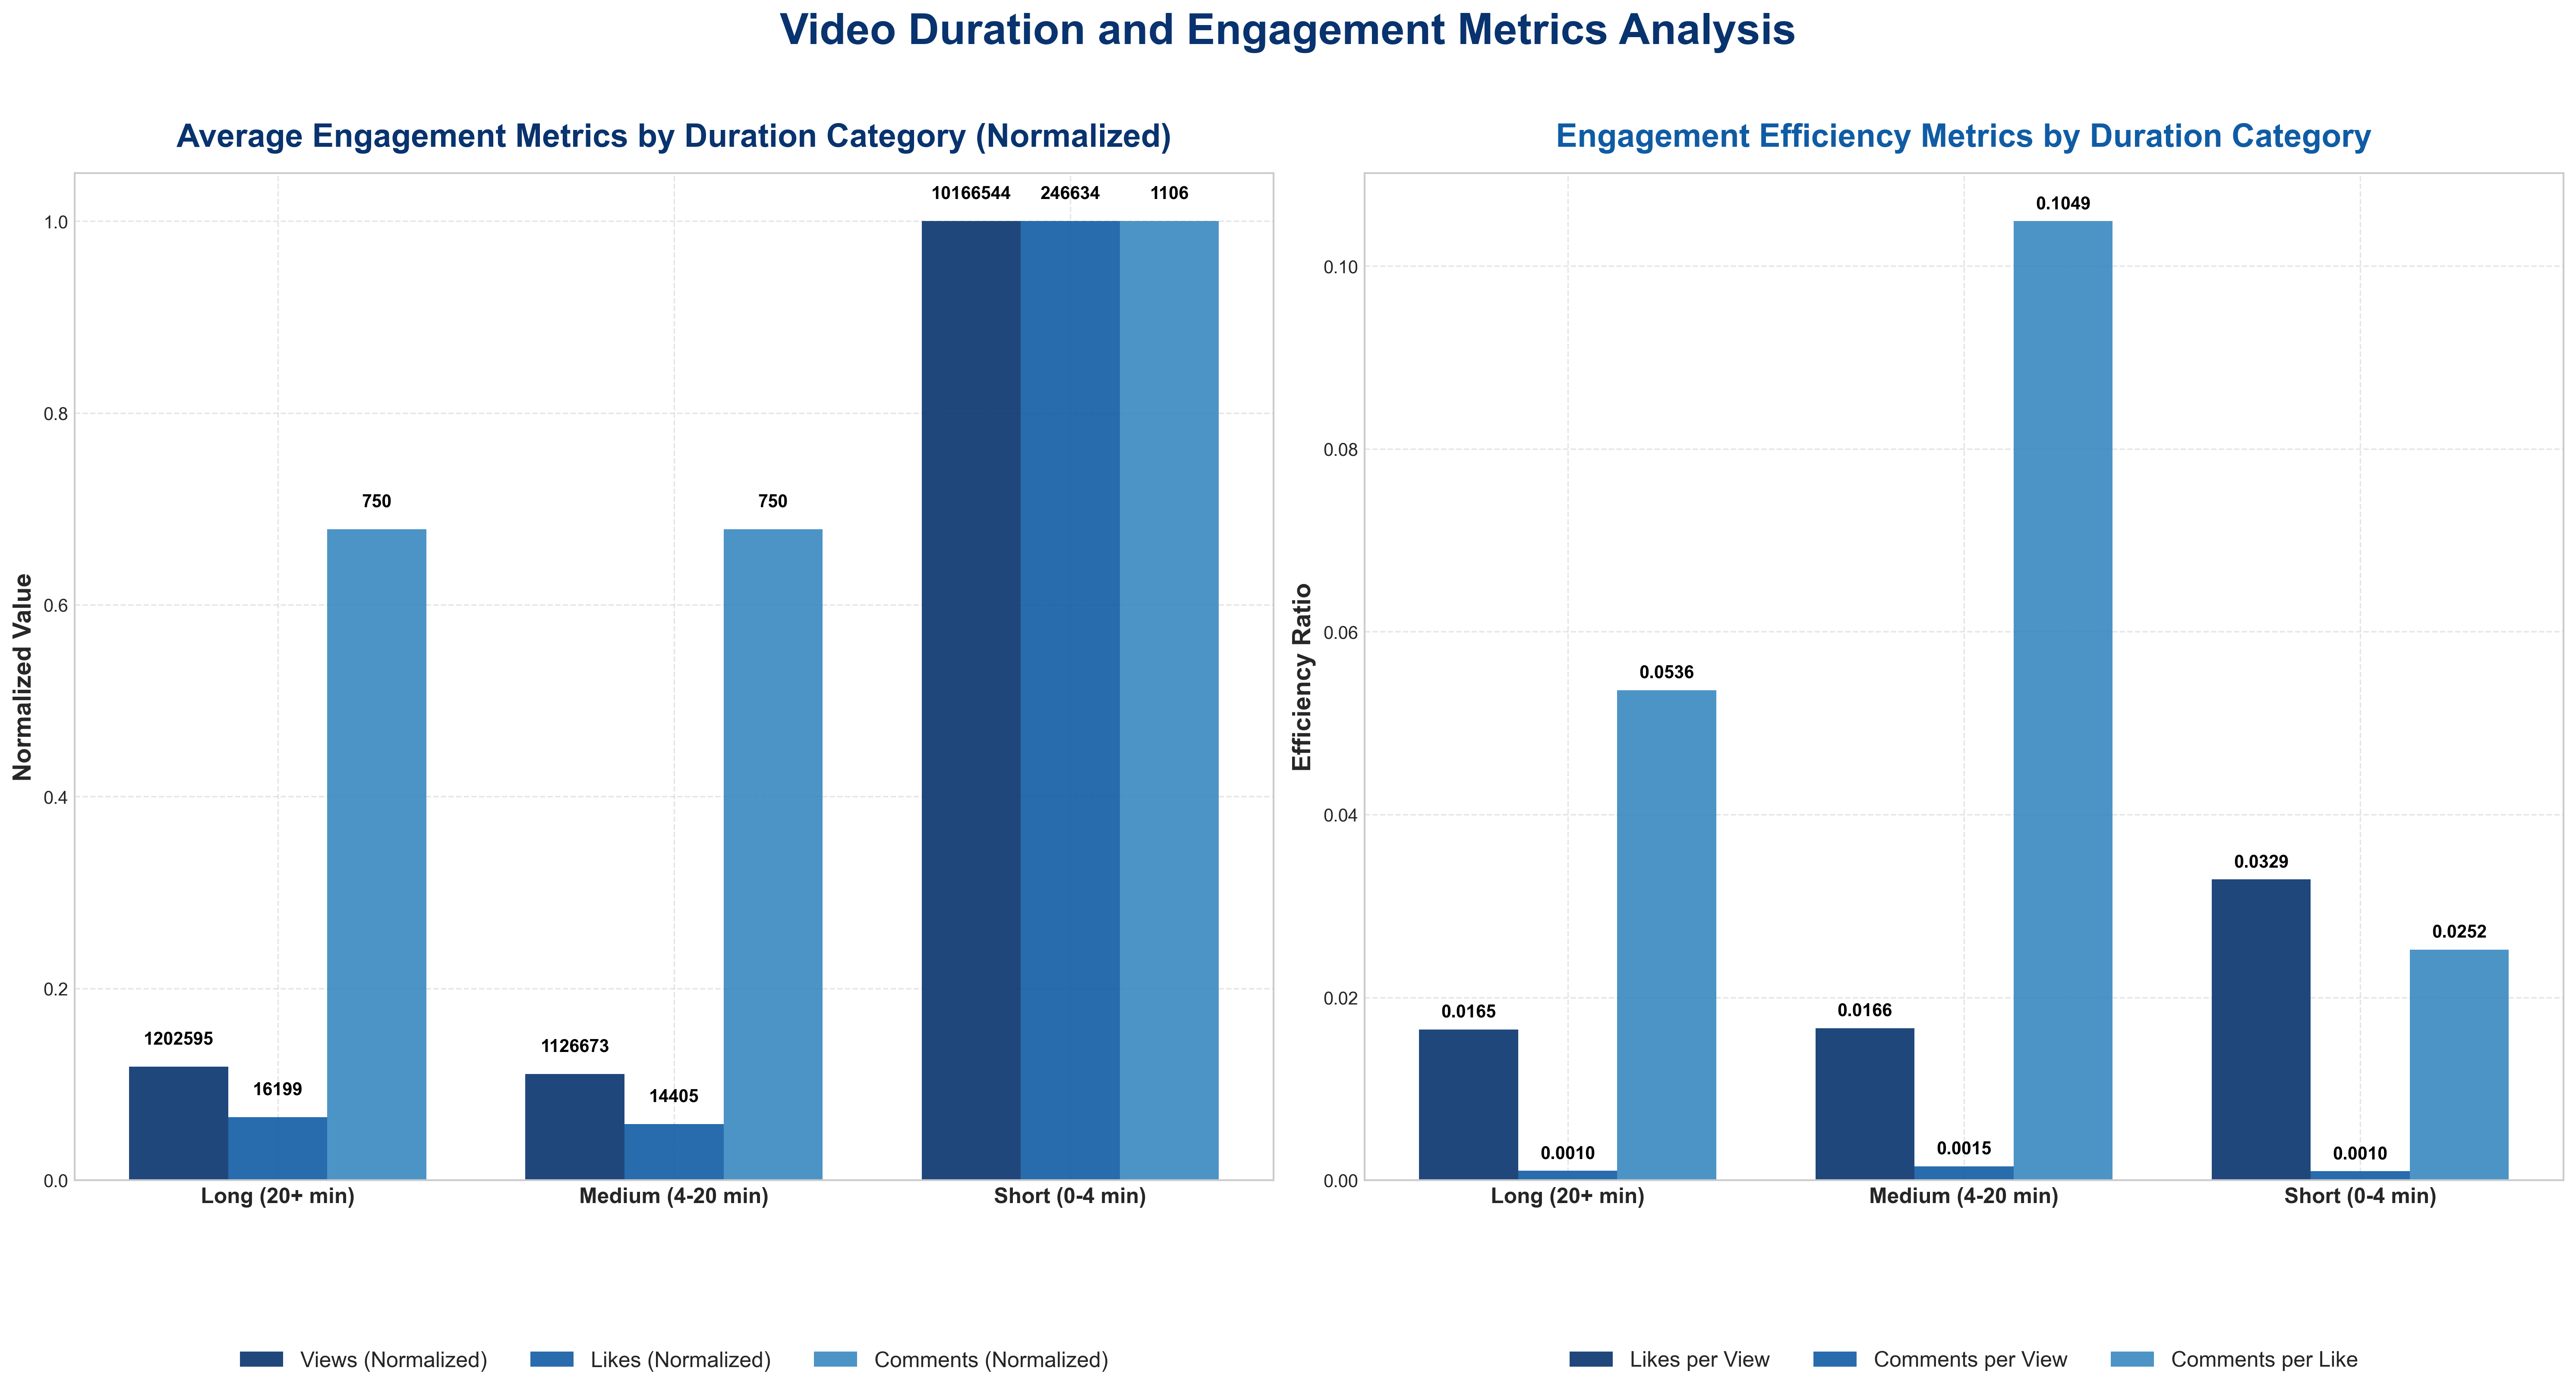 Video Duration and Engagement Metrics Analysis
Average Engagement Metrics by Duration Category (Normalized)
Normalized Value
1.0
0.8
0.6
0.4
0.2
0.0
1202595
16199
750
1126673
14405
750
10166544
246634
1106
Long (20+ min)
Medium (4-20 min)
Short (0-4 min)
Views (Normalized)
Likes (Normalized)
Comments (Normalized)
Engagement Efficiency Metrics by Duration Category
Efficiency Ratio
0.10
0.08
0.06
0.04
0.02
0.00
0.0165
0.0010
0.0536
0.0166
0.0015
0.1049
0.0329
0.0010
0.0252
Long (20+ min)
Medium (4-20 min)
Short (0-4 min)
Likes per View
Comments per View
Comments per Like